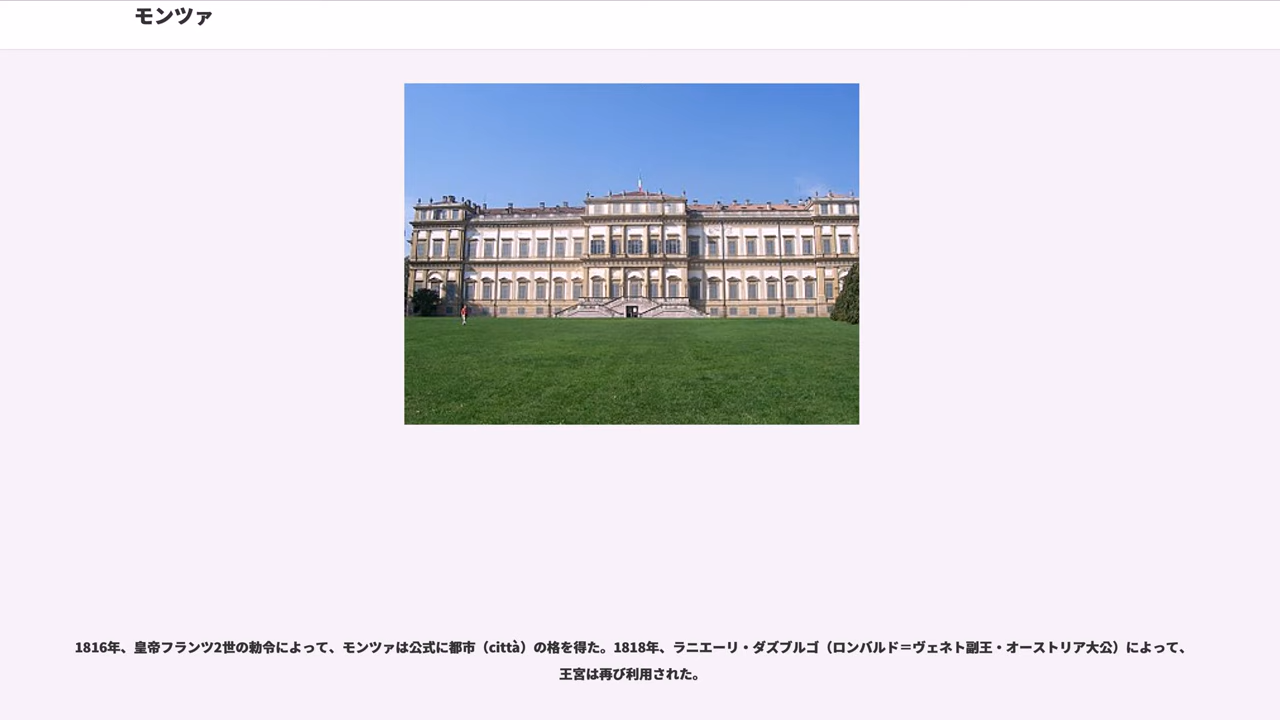 モンツァ
1816年、皇帝フランツ2世の勅令によって、モンツァは公式に都市（città）の格を得た。1818年、ラニエーリ・ダズブルゴ（ロンバルド＝ヴェネト副王・オーストリア大公）によって、
王宮は再び利用された。